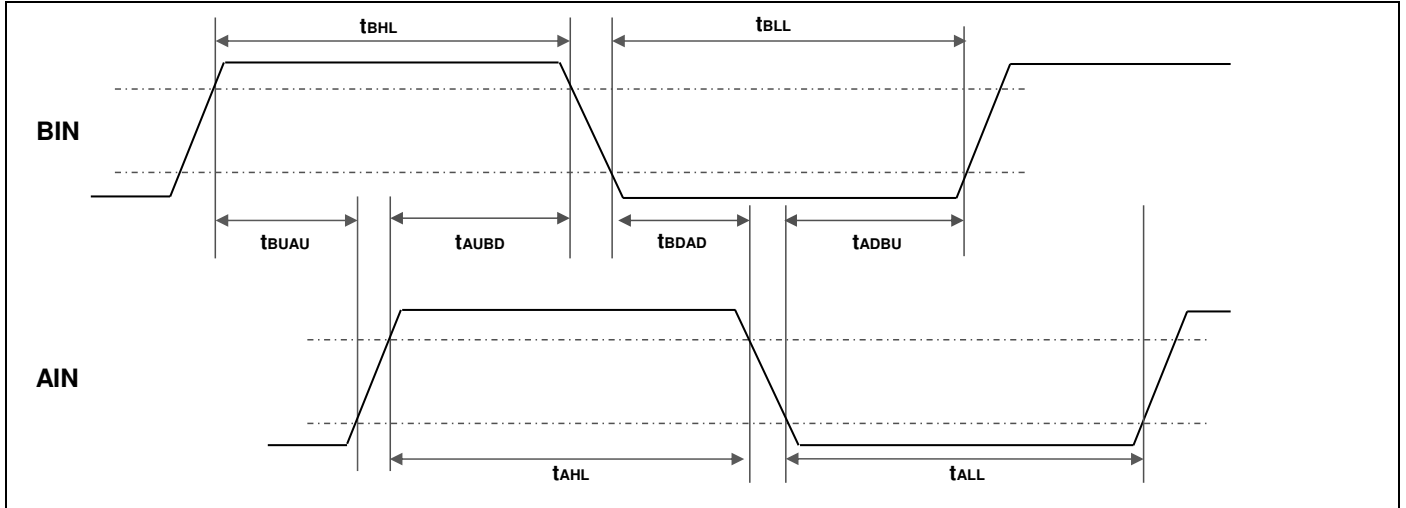 tBHL tBLL
BIN
tBUAU tAUBD tBDAD tADBU
AIN
tAHL tALL